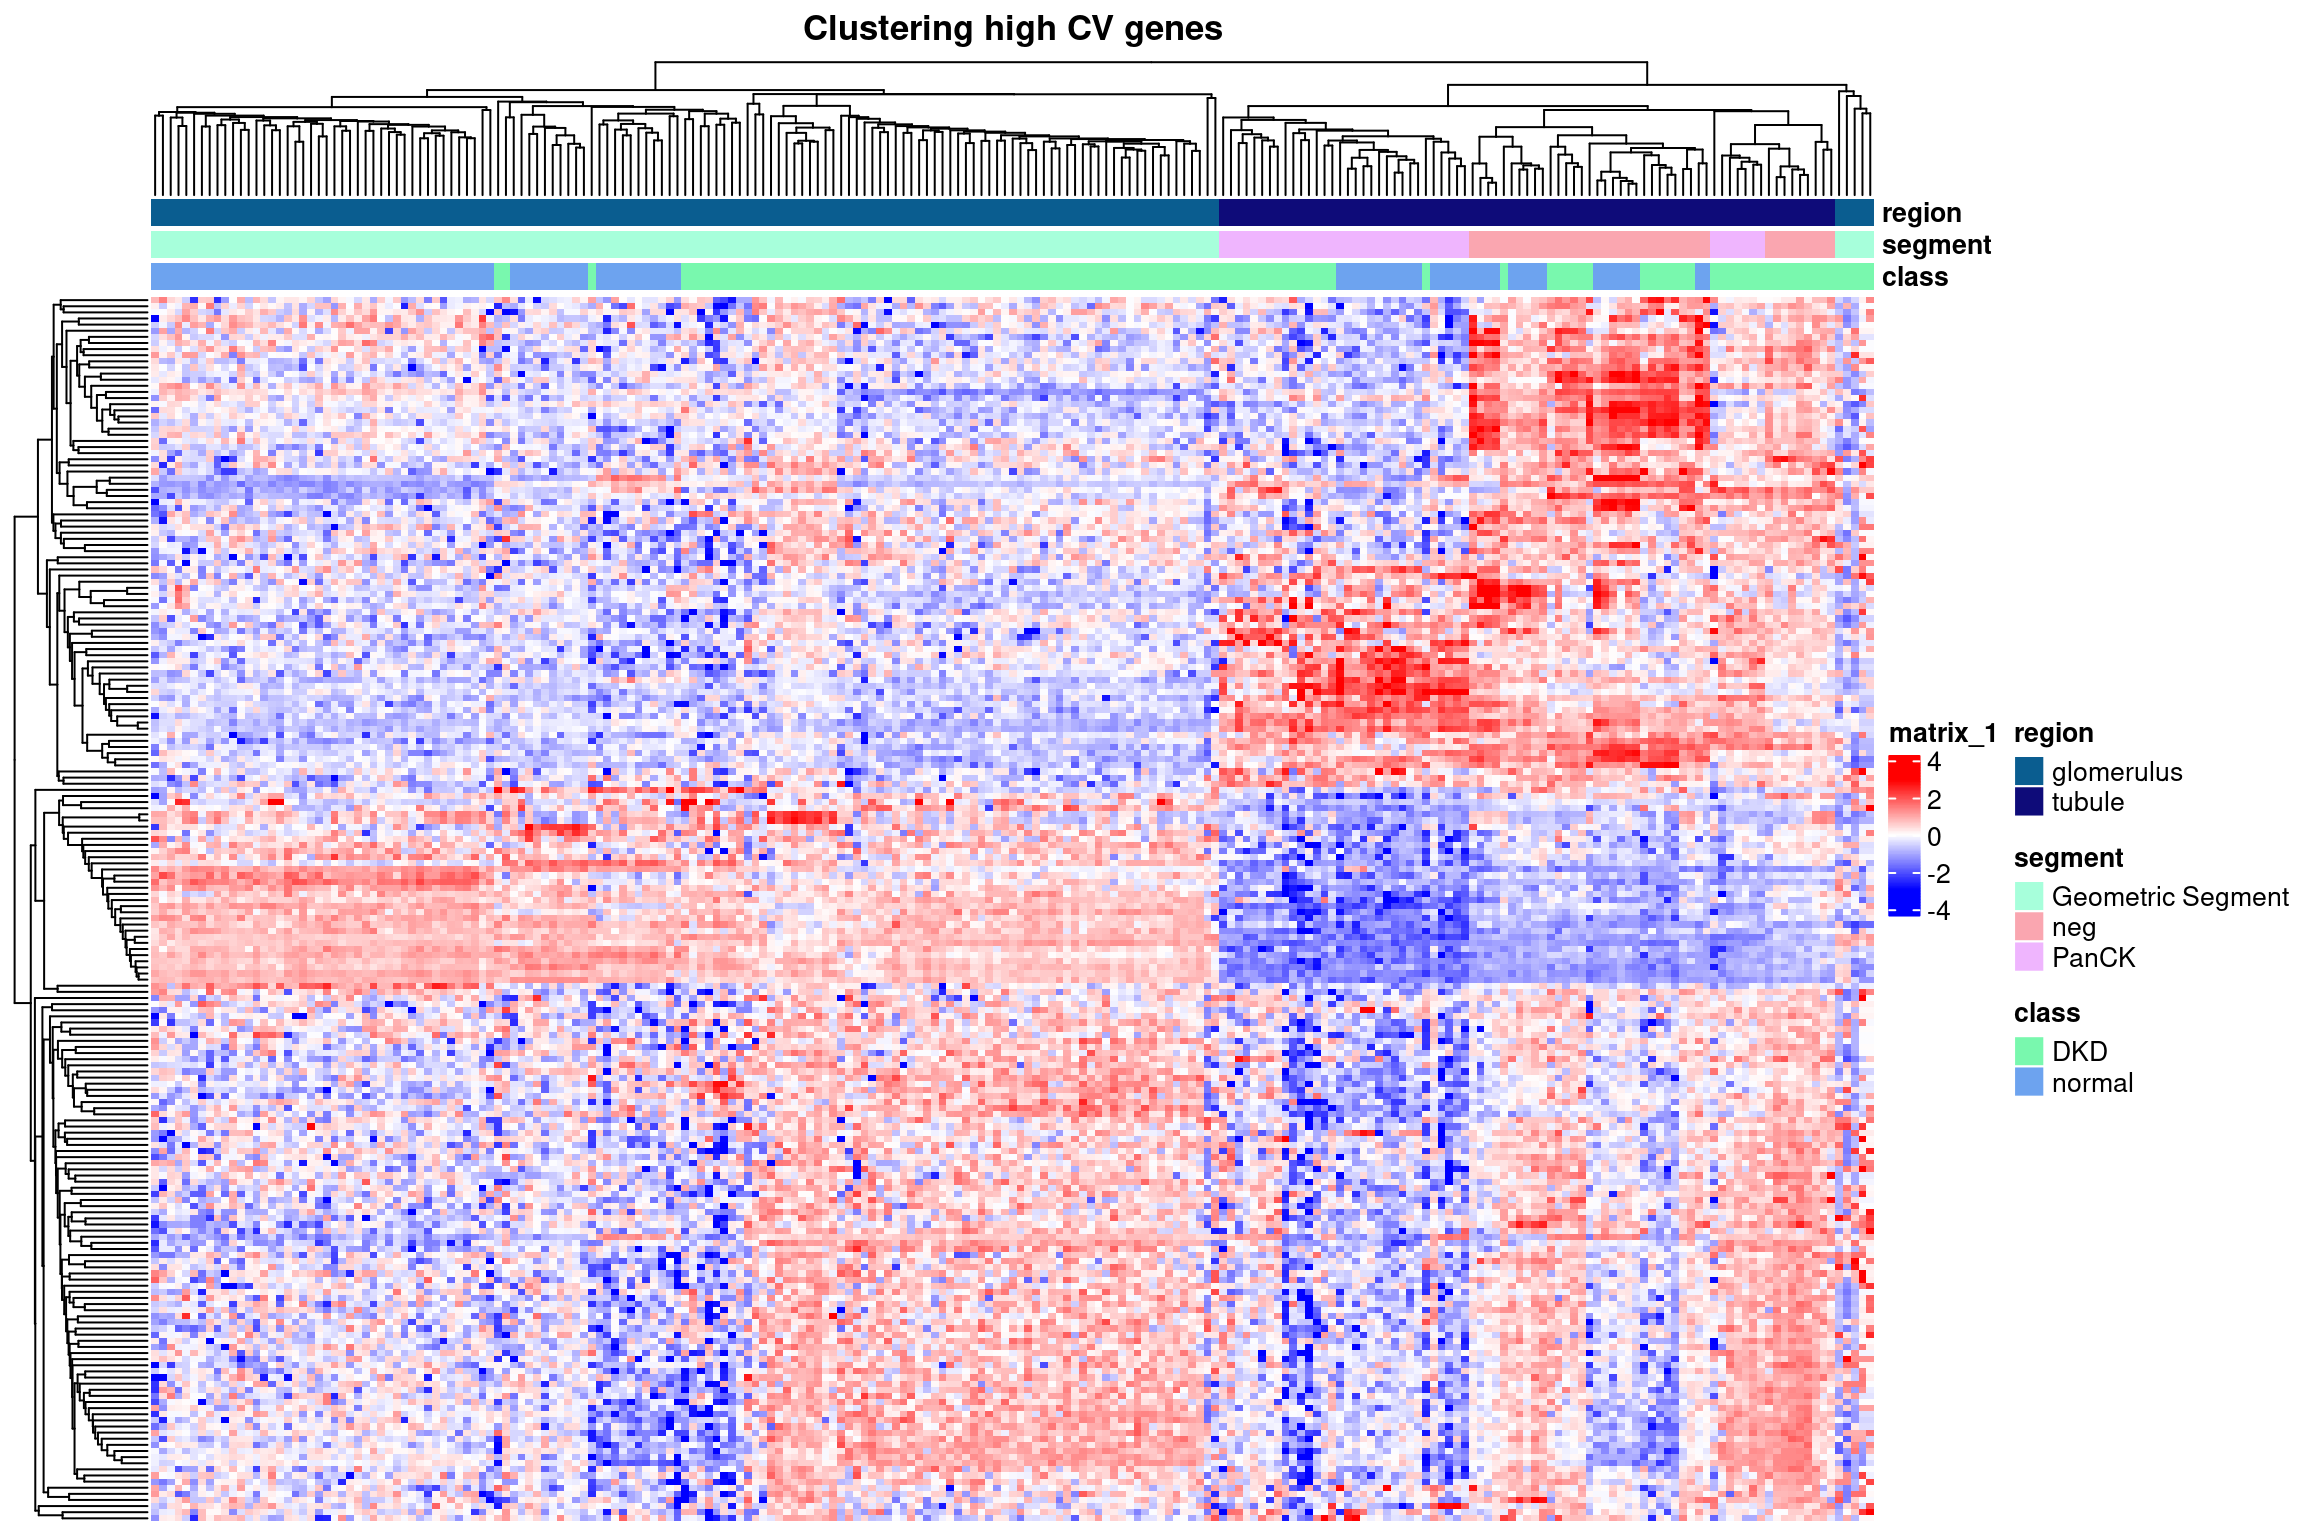 Clustering high CV genes
region
segment
class
matrix_1
4
2
0
-2
-4
region
glomerulus
tubule
segment
Geometric Segment
neg
PanCK
class
DKD
normal